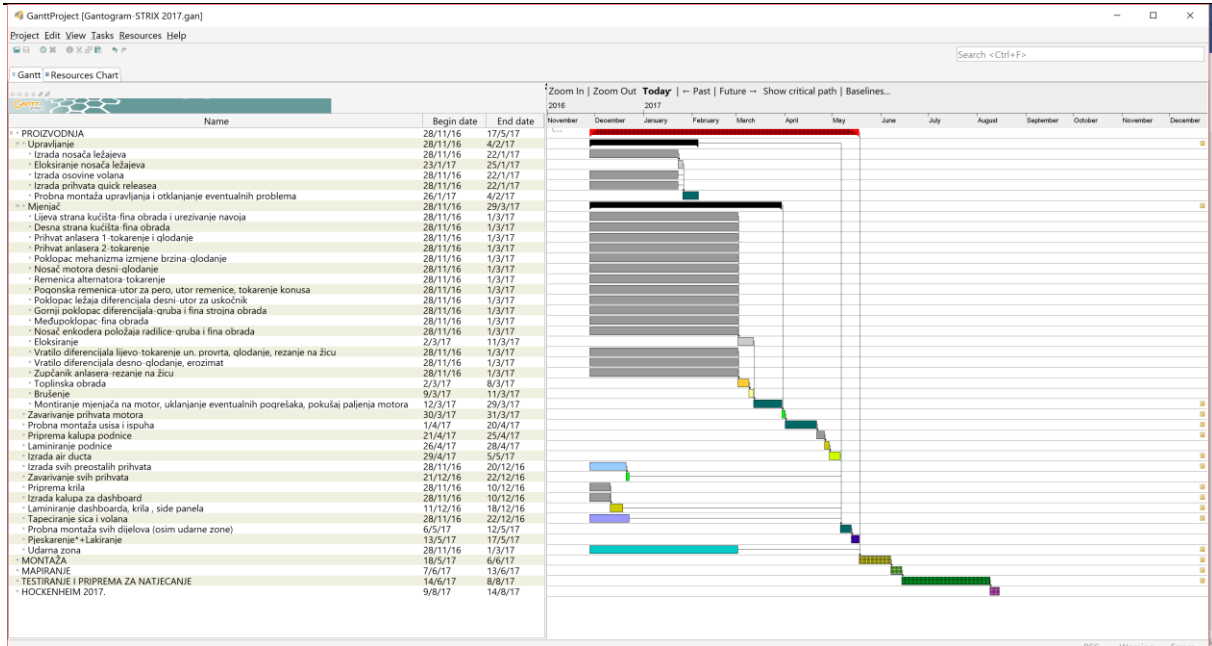 GanttProject [Gantogram-STRIX 2017.gan]
Project Edit View Tasks Resources Help
Search <Ctrl+F>
Gantt Resources Chart
Zoom In | Zoom Out Today | ← Past | Future → Show critical path | Baselines...
GANTT
2016 2017
Name Begin date End date November December January February March April May June July August September October November December
PROIZVODNJA 28/11/16 17/5/17
Upravljanje 28/11/16 4/2/17
Izrada nosača ležajeva 28/11/16 22/1/17
Eloksiranje nosača ležajeva 23/1/17 25/1/17
Izrada osovine volana 28/11/16 22/1/17
Izrada prihvata quick releasea 28/11/16 22/1/17
Probna montaža upravljanja i otklanjanje eventualnih problema 26/1/17 4/2/17
Mjenjač 28/11/16 29/3/17
Lijeva strana kućišta-fina obrada i urezivanje navoja 28/11/16 1/3/17
Desna strana kućišta-fina obrada 28/11/16 1/3/17
Prihvat anlasera 1-tokarenje i glodanje 28/11/16 1/3/17
Prihvat anlasera 2-tokarenje 28/11/16 1/3/17
Poklopac mehanizma izmjene brzina-glodanje 28/11/16 1/3/17
Nosač motora desni-glodanje 28/11/16 1/3/17
Remenica alternatora-tokarenje 28/11/16 1/3/17
Pogonska remenica-utor za pero, utor remenice, tokarenje konusa 28/11/16 1/3/17
Poklopac ležaja diferencijala desni-utor za uskočnik 28/11/16 1/3/17
Gornji poklopac diferencijala-gruba i fina strojna obrada 28/11/16 1/3/17
Međupoklopac-fina obrada 28/11/16 1/3/17
Nosač enkodera položaja radilice-gruba i fina obrada 28/11/16 1/3/17
Eloksiranje 2/3/17 11/3/17
Vratilo diferencijala lijevo-tokarenje un. provrta, glodanje, rezanje na žicu 28/11/16 1/3/17
Vratilo diferencijala desno-glodanje, erozimat 28/11/16 1/3/17
Zupčanik anlasera-rezanje na žicu 28/11/16 1/3/17
Toplinska obrada 2/3/17 8/3/17
Brušenje 9/3/17 11/3/17
Montiranje mjenjača na motor, uklanjanje eventualnih pogrešaka, pokušaj paljenja motora 12/3/17 29/3/17
Zavarivanje prihvata motora 30/3/17 31/3/17
Probna montaža usisa i ispuha 1/4/17 20/4/17
Priprema kalupa podnice 21/4/17 25/4/17
Laminiranje podnice 26/4/17 28/4/17
Izrada air ducta 29/4/17 5/5/17
Izrada svih preostalih prihvata 28/11/16 20/12/16
Zavarivanje svih prihvata 21/12/16 22/12/16
Priprema krila 28/11/16 10/12/16
Izrada kalupa za dashboard 28/11/16 10/12/16
Laminiranje dashboarda, krila , side panela 11/12/16 18/12/16
Tapeciranje sica i volana 28/11/16 22/12/16
Probna montaža svih dijelova (osim udarne zone) 6/5/17 12/5/17
Pjeskarenje*+Lakiranje 13/5/17 17/5/17
Udarna zona 28/11/16 1/3/17
MONTAŽA 18/5/17 6/6/17
MAPIRANJE 7/6/17 13/6/17
TESTIRANJE I PRIPREMA ZA NATJECANJE 14/6/17 8/8/17
HOCKENHEIM 2017. 9/8/17 14/8/17